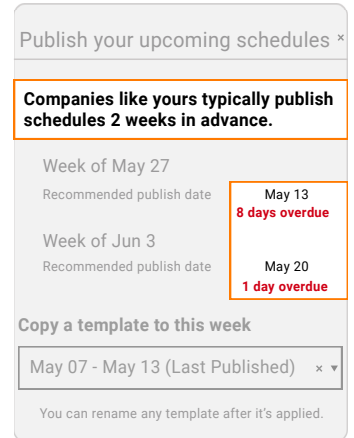 Publish your upcoming schedules ×
Companies like yours typically publish
schedules 2 weeks in advance.
Week of May 27
Recommended publish date May 13
8 days overdue
Week of Jun 3
Recommended publish date May 20
1 day overdue
Copy a template to this week
May 07 - May 13 (Last Published) × ▾
You can rename any template after it's applied.